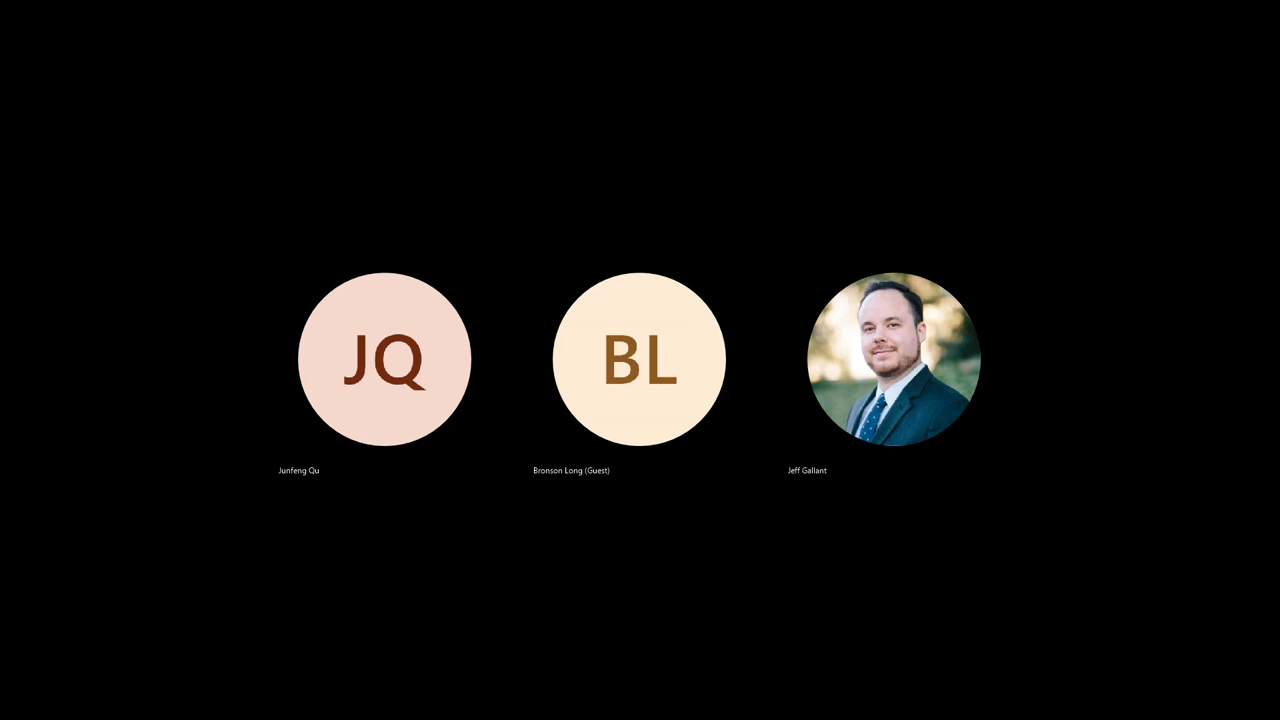 JQ
BL
Junfeng Qu
Bronson Long (Guest)
Jeff Gallant